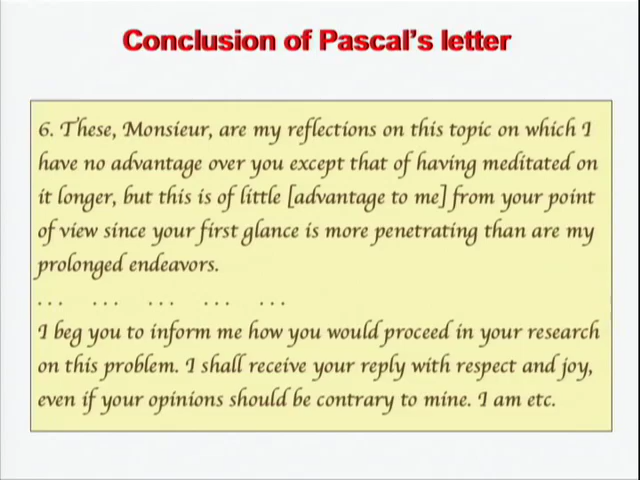 Conclusion of Pascal's letter
6. These, Monsieur, are my reflections on this topic on which I
have no advantage over you except that of having meditated on
it longer, but this is of little [advantage to me] from your point
of view since your first glance is more penetrating than are my
prolonged endeavors.
... ... ... ... ...
I beg you to inform me how you would proceed in your research
on this problem. I shall receive your reply with respect and joy,
even if your opinions should be contrary to mine. I am etc.